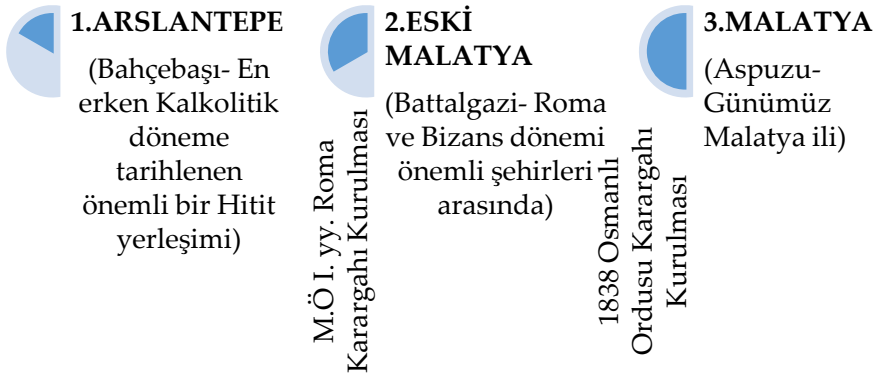 1.ARSLANTEPE
(Bahçebaşı- En
erken Kalkolitik
döneme
tarihlenen
önemli bir Hitit
yerleşimi)
M.Ö I. yy. Roma
Karargahı Kurulması
2.ESKİ
MALATYA
(Battalgazi- Roma
ve Bizans dönemi
önemli şehirleri
arasında)
1838 Osmanlı
Ordusu Karargahı
Kurulması
3.MALATYA
(Aspuzu-
Günümüz
Malatya ili)